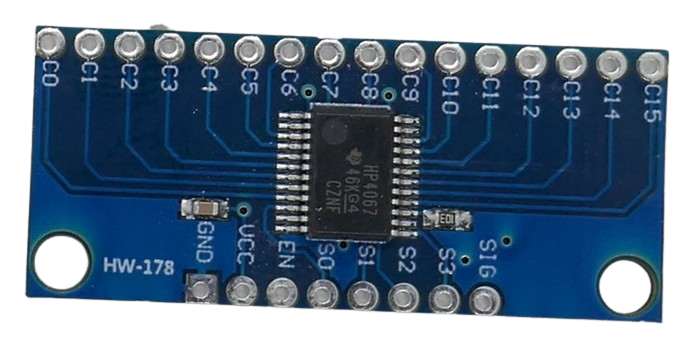 C0 C1 C2 C3 C4 C5 C6 C7 C8 C9 C10 C11 C12 C13 C14 C15
HP4067
46KG4
CZNF
E01
GND VCC EN S0 S1 S2 S3 SIG
HW-178